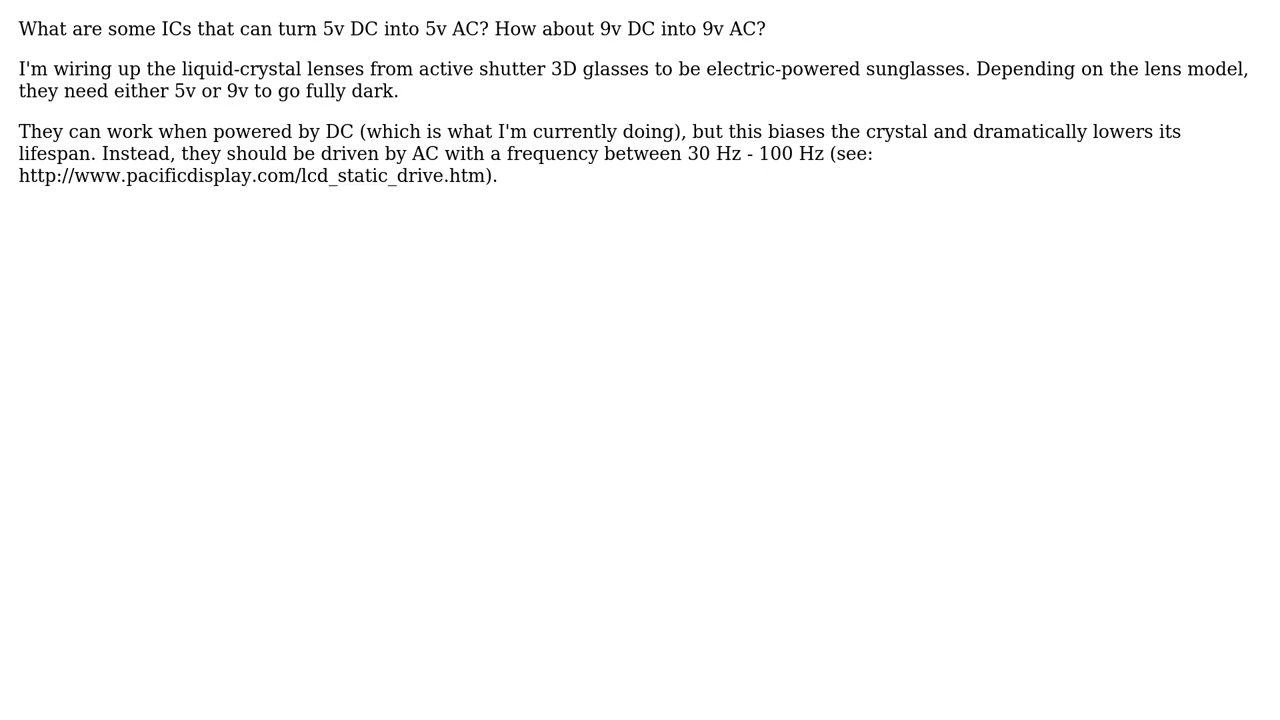 What are some ICs that can turn 5v DC into 5v AC? How about 9v DC into 9v AC?
I'm wiring up the liquid-crystal lenses from active shutter 3D glasses to be electric-powered sunglasses. Depending on the lens model,
they need either 5v or 9v to go fully dark.
They can work when powered by DC (which is what I'm currently doing), but this biases the crystal and dramatically lowers its
lifespan. Instead, they should be driven by AC with a frequency between 30 Hz - 100 Hz (see:
http://www.pacificdisplay.com/lcd_static_drive.htm).